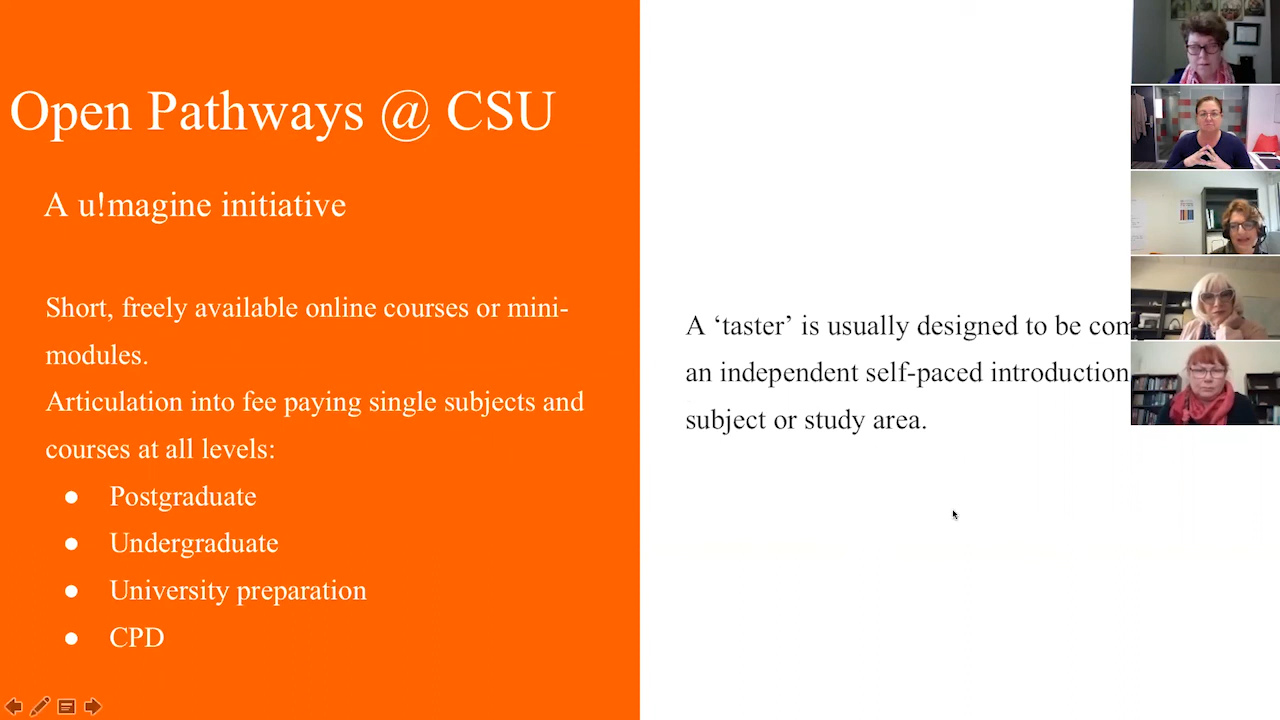 Open Pathways @ CSU
A u!magine initiative
Short, freely available online courses or mini-
modules.
Articulation into fee paying single subjects and
courses at all levels:
● Postgraduate
● Undergraduate
● University preparation
● CPD
A ‘taster’ is usually designed to be
an independent self-paced introduction
subject or study area.